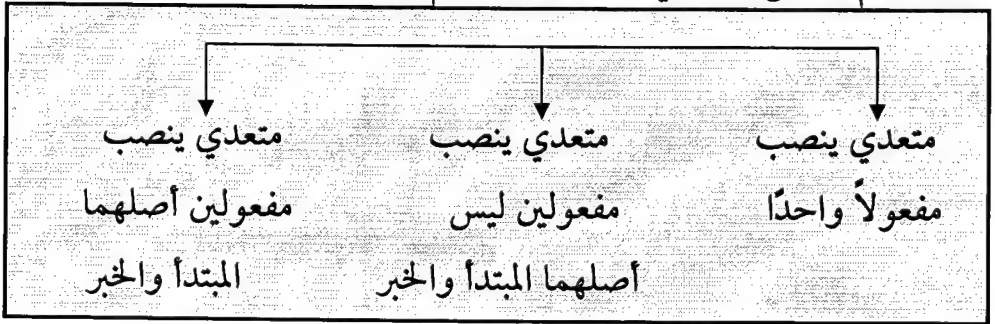 متعدي ينصب
مفعولاً واحدًا
متعدي ينصب
مفعولين ليس
أصلهما المبتدأ والخبر
متعدي ينصب
مفعولين أصلهما
المبتدأ والخبر